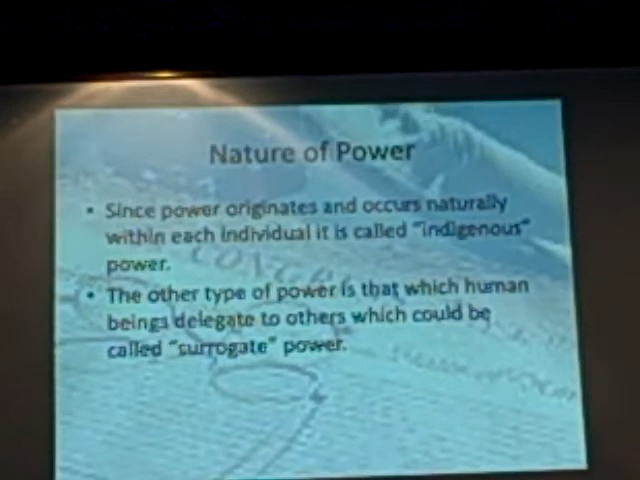 Nature of Power
• Since power originates and occurs naturally
within each individual it is called "indigenous"
power.
• The other type of power is that which human
beings delegate to others which could be
called "surrogate" power.